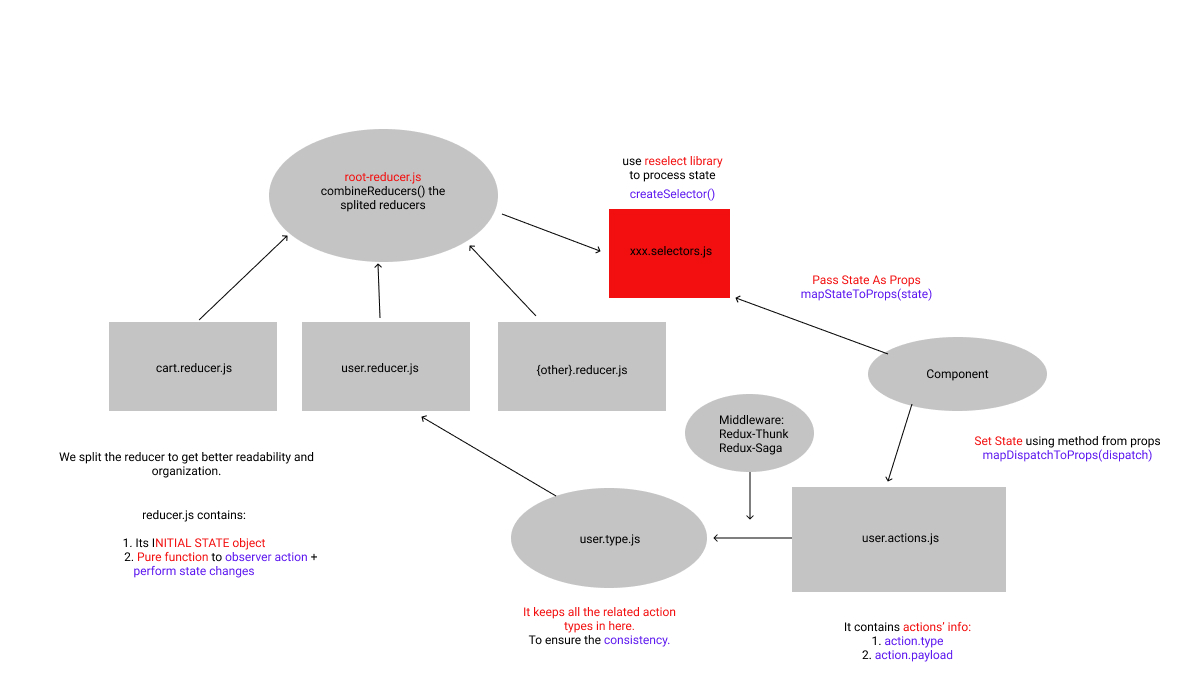 root-reducer.js
combineReducers() the
splited reducers
use reselect library
to process state
createSelector()
xxx.selectors.js
Pass State As Props
mapStateToProps(state)
cart.reducer.js
user.reducer.js
{other}.reducer.js
Component
Middleware:
Redux-Thunk
Redux-Saga
Set State using method from props
mapDispatchToProps(dispatch)
We split the reducer to get better readability and
organization.
reducer.js contains:
1. Its INITIAL STATE object
2. Pure function to observer action +
perform state changes
user.type.js
user.actions.js
It keeps all the related action
types in here.
To ensure the consistency.
It contains actions' info:
1. action.type
2. action.payload